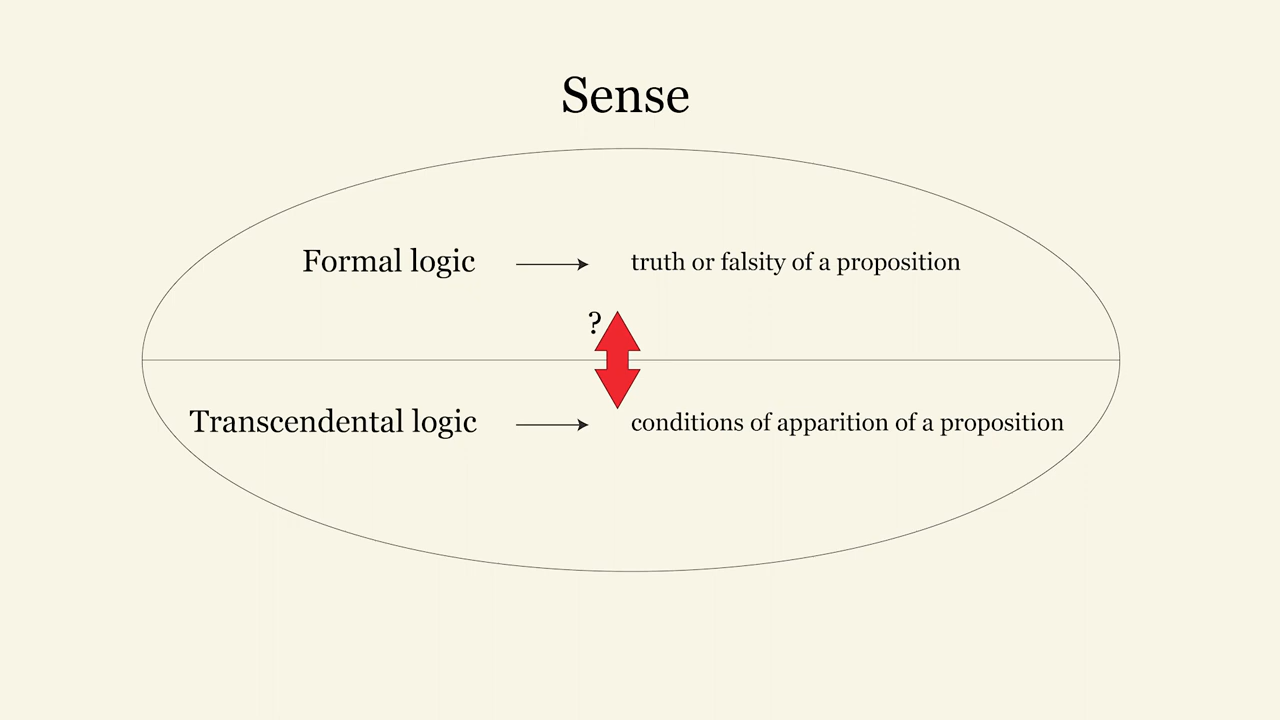 Sense
Formal logic truth or falsity of a proposition
?
Transcendental logic conditions of apparition of a proposition